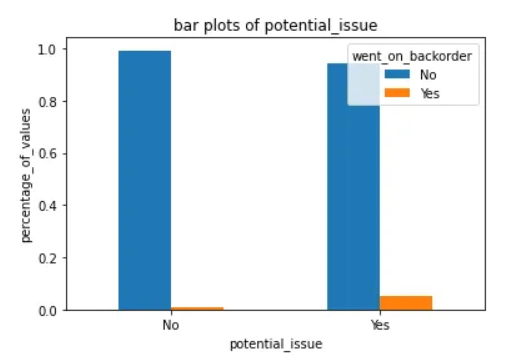 bar plots of potential_issue
percentage_of_values
1.0
0.8
0.6
0.4
0.2
0.0
went_on_backorder
No
Yes
No
Yes
potential_issue